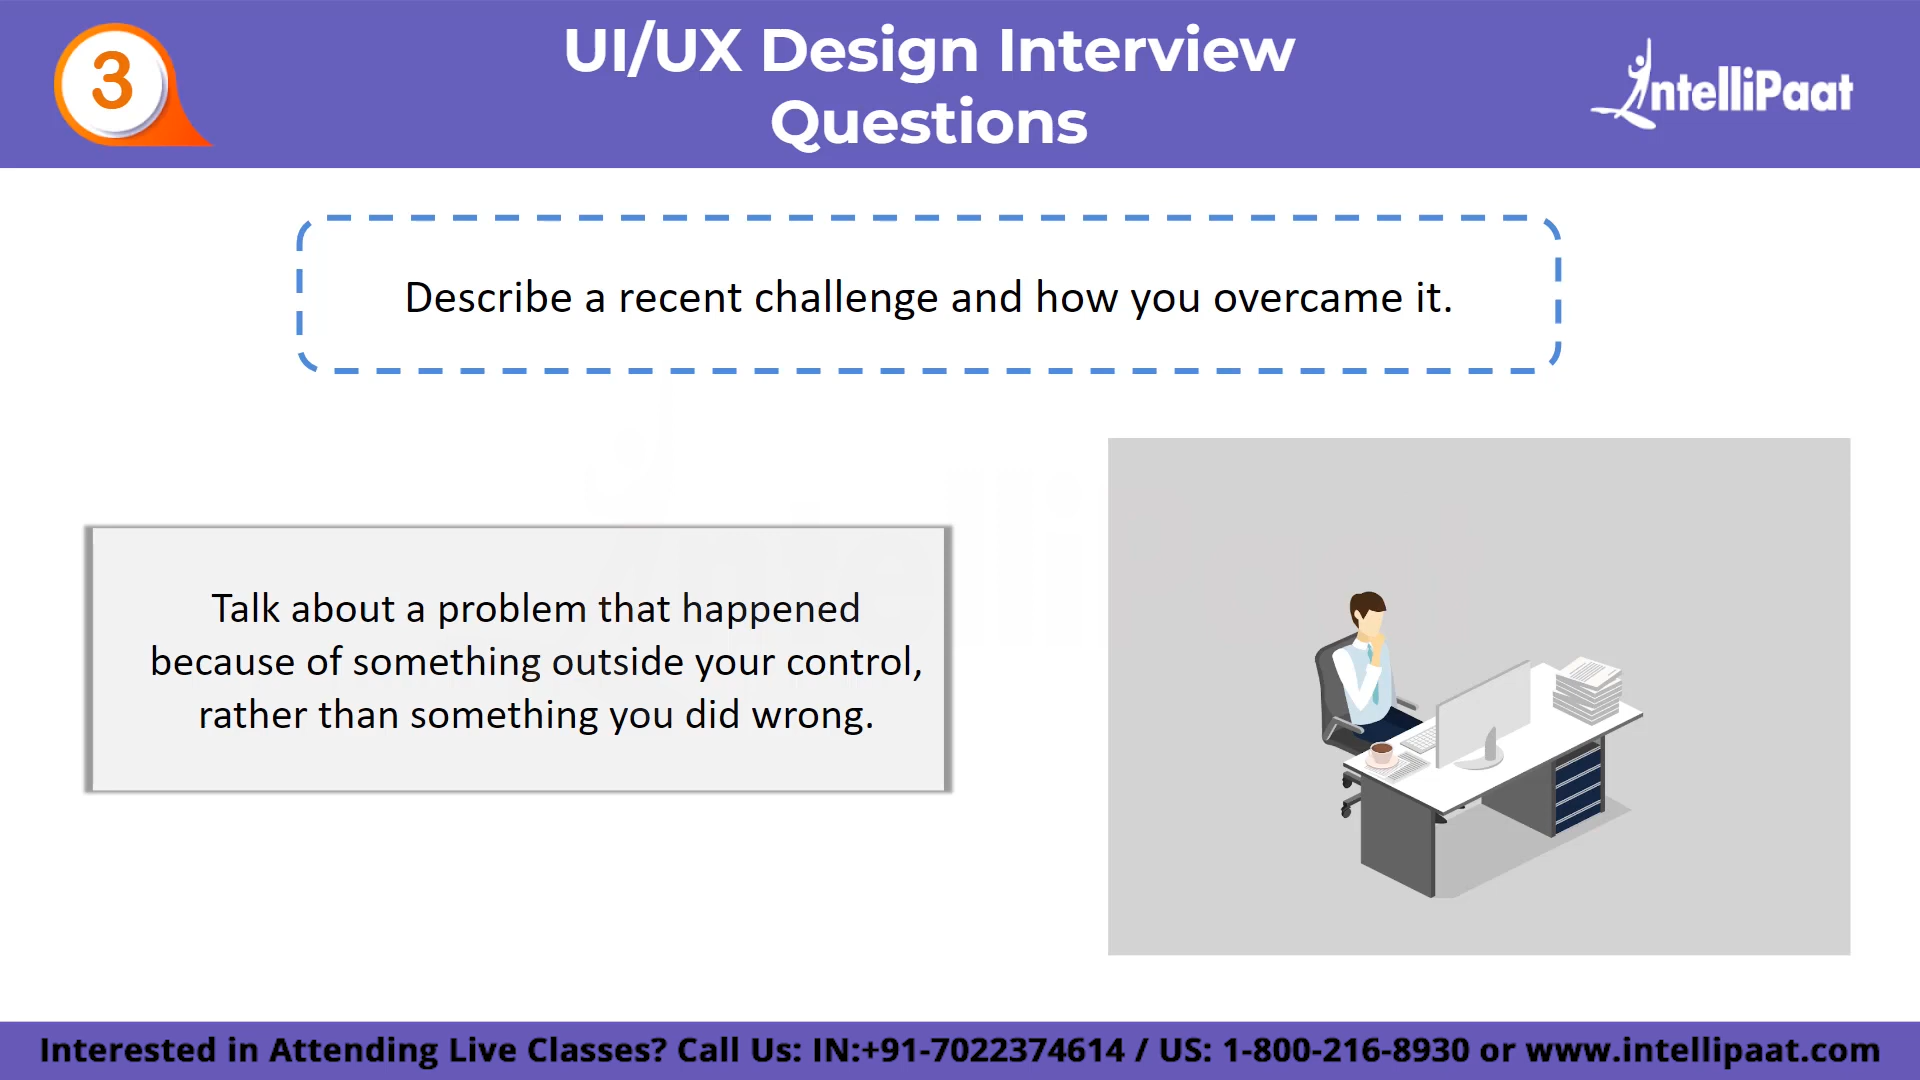 3
UI/UX Design Interview
Questions
IntelliPaat
Describe a recent challenge and how you overcame it.
Talk about a problem that happened
because of something outside your control,
rather than something you did wrong.
Interested in Attending Live Classes? Call Us: IN:+91-7022374614 / US: 1-800-216-8930 or www.intellipaat.com